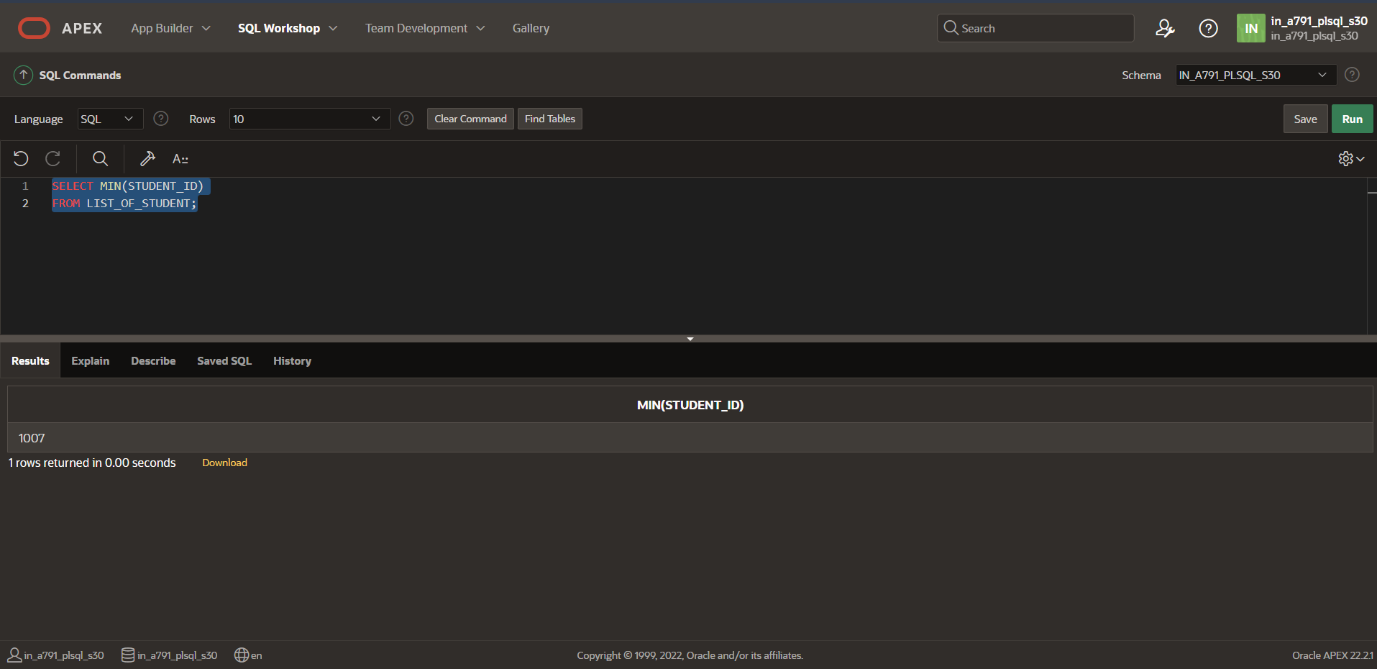 APEX App Builder SQL Workshop Team Development Gallery Search IN in_a791_plsql_s30
in_a791_plsql_s30
SQL Commands Schema IN_A791_PLSQL_S30
Language SQL Rows 10 Clear Command Find Tables Save Run
A::
1 SELECT MIN(STUDENT_ID)
2 FROM LIST_OF_STUDENT;
Results Explain Describe Saved SQL History
MIN(STUDENT_ID)
1007
1 rows returned in 0.00 seconds Download
in_a791_plsql_s30 in_a791_plsql_s30 en Copyright © 1999, 2022, Oracle and/or its affiliates. Oracle APEX 22.2.1